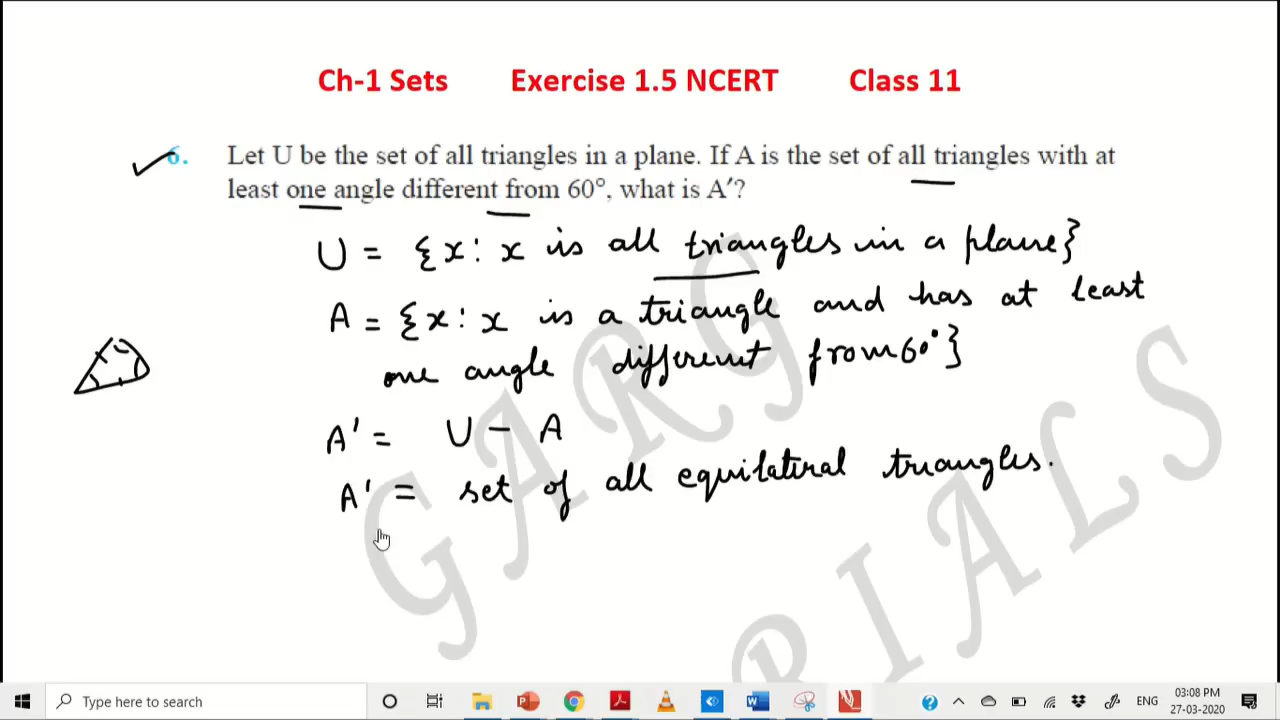 Ch-1 Sets Exercise 1.5 NCERT Class 11
6. Let U be the set of all triangles in a plane. If A is the set of all triangles with at
least one angle different from 60°, what is A′?
U = {x : x is all triangles in a plane}
A = {x : x is a triangle and has at least
one angle different from 60°}
A' = U - A
A' = set of all equilatiral triangles.
GARG
RIALS
Type here to search
ENG
03:08 PM
27-03-2020